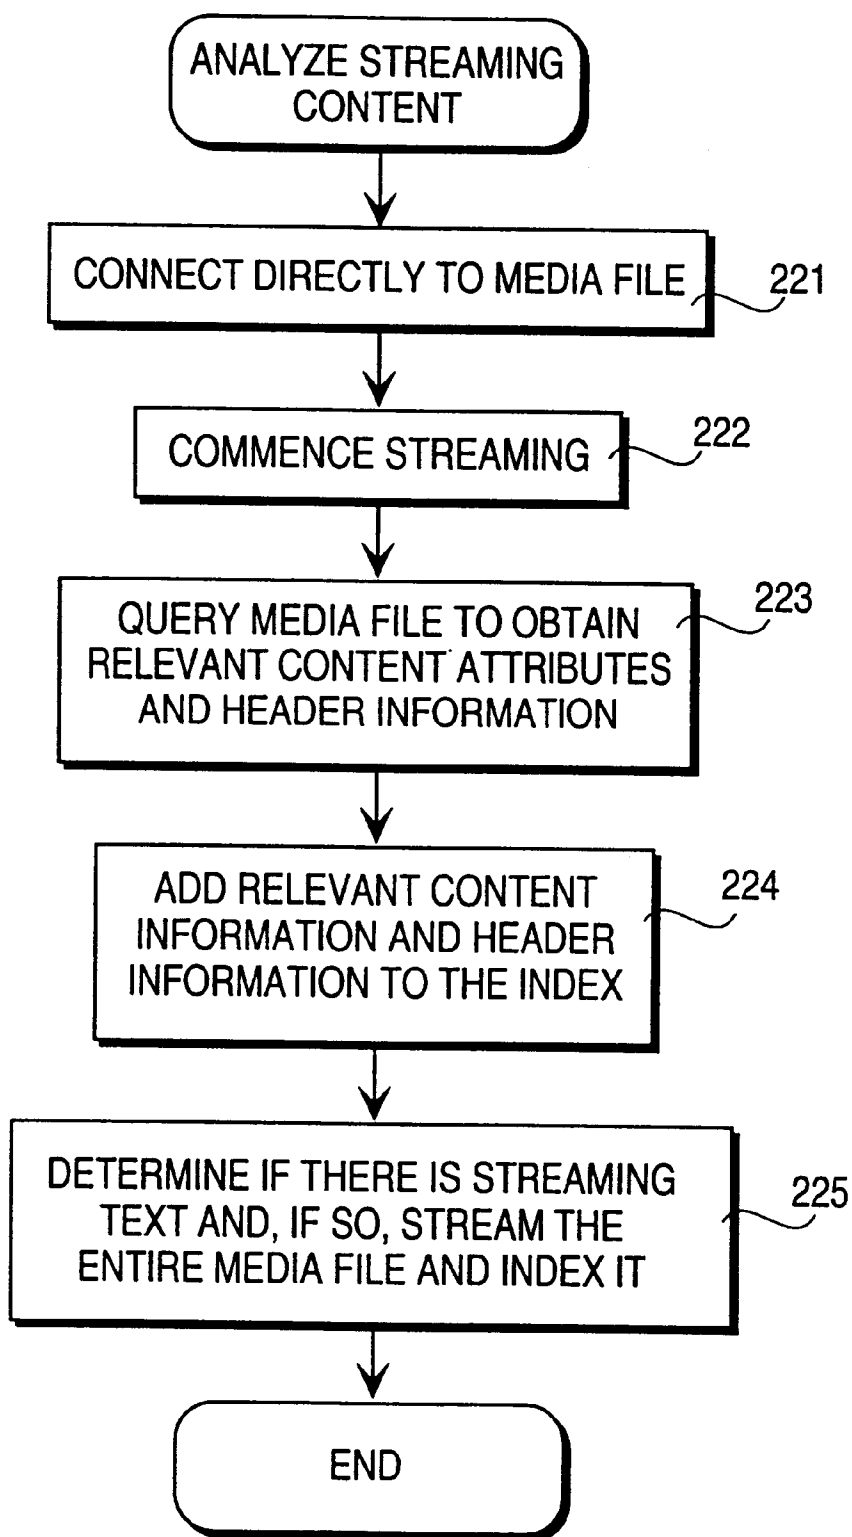 ANALYZE STREAMING
CONTENT
CONNECT DIRECTLY TO MEDIA FILE
221
COMMENCE STREAMING
222
QUERY MEDIA FILE TO OBTAIN
RELEVANT CONTENT ATTRIBUTES
AND HEADER INFORMATION
223
ADD RELEVANT CONTENT
INFORMATION AND HEADER
INFORMATION TO THE INDEX
224
DETERMINE IF THERE IS STREAMING
TEXT AND, IF SO, STREAM THE
ENTIRE MEDIA FILE AND INDEX IT
225
END